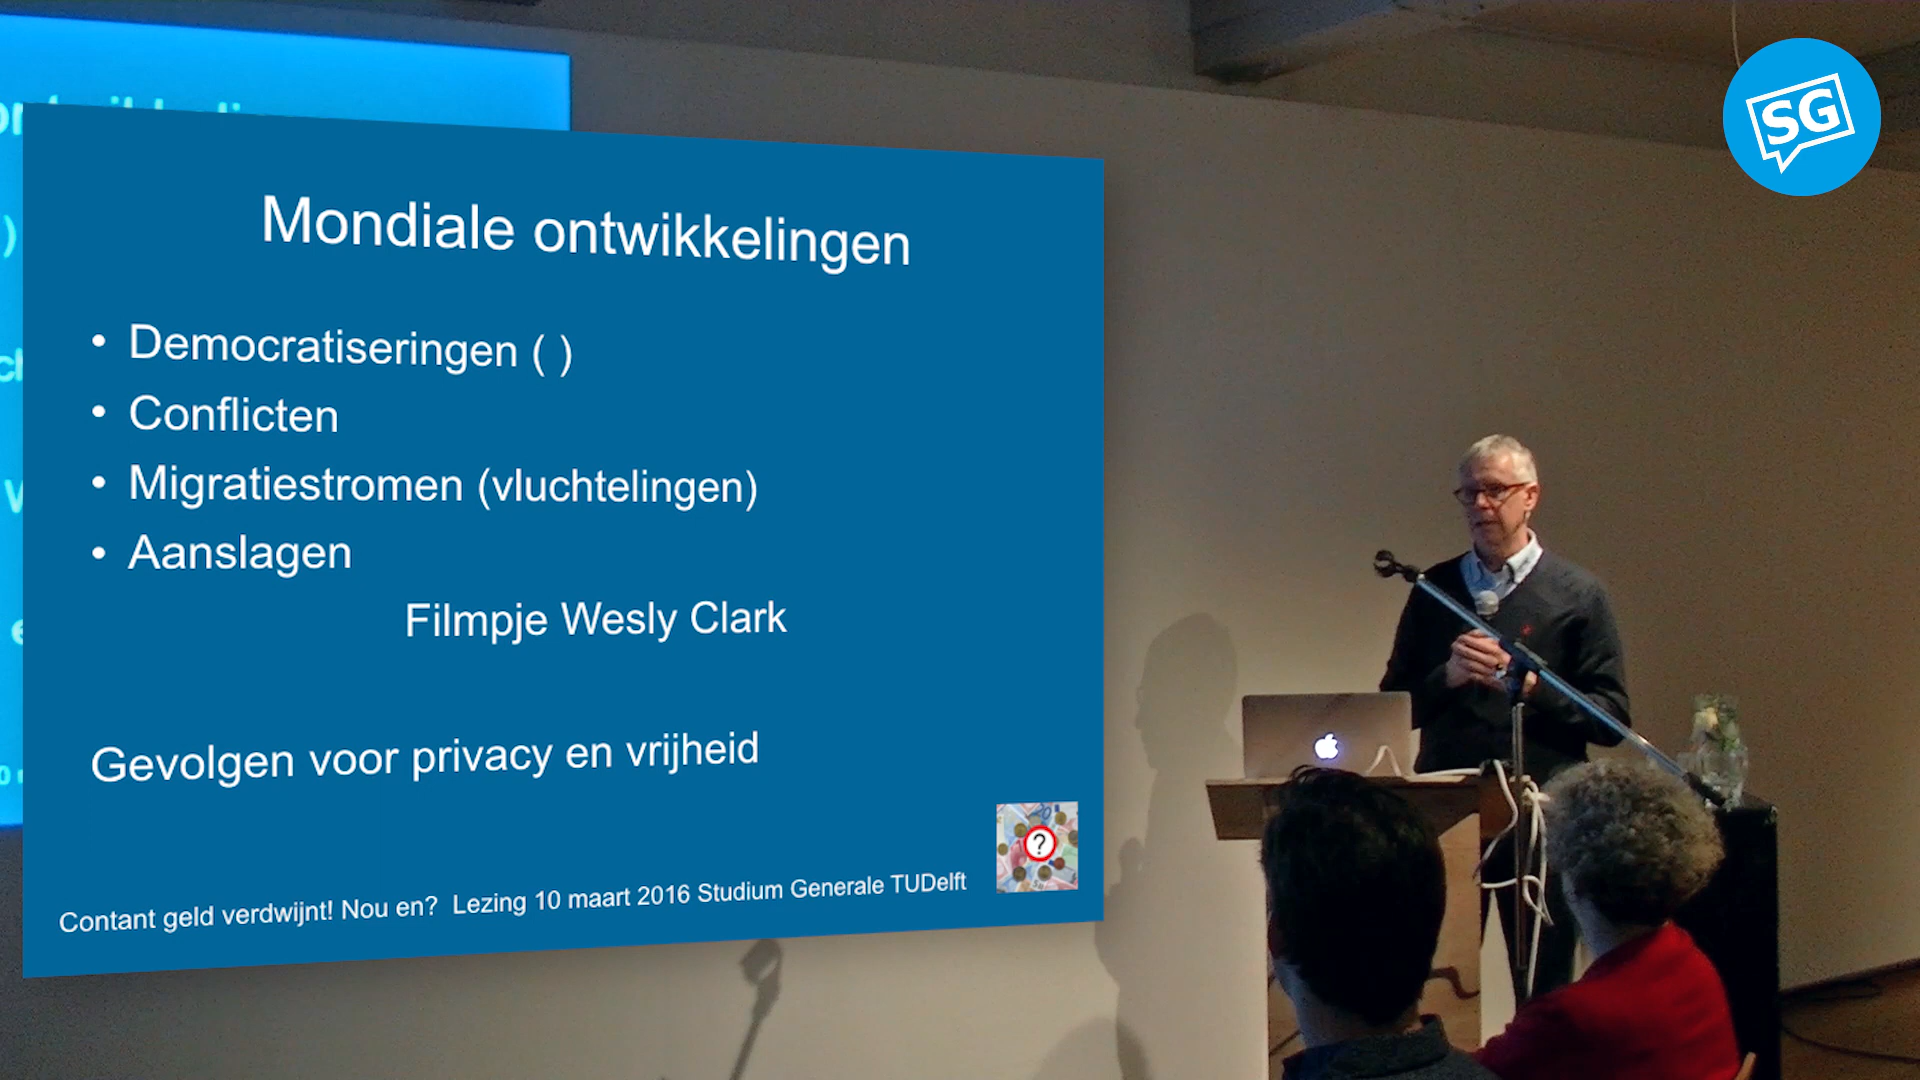 SG
Mondiale ontwikkelingen
• Democratiseringen ( )
• Conflicten
• Migratiestromen (vluchtelingen)
• Aanslagen
Filmpje Wesly Clark
Gevolgen voor privacy en vrijheid
?
Contant geld verdwijnt! Nou en? Lezing 10 maart 2016 Studium Generale TUDelft